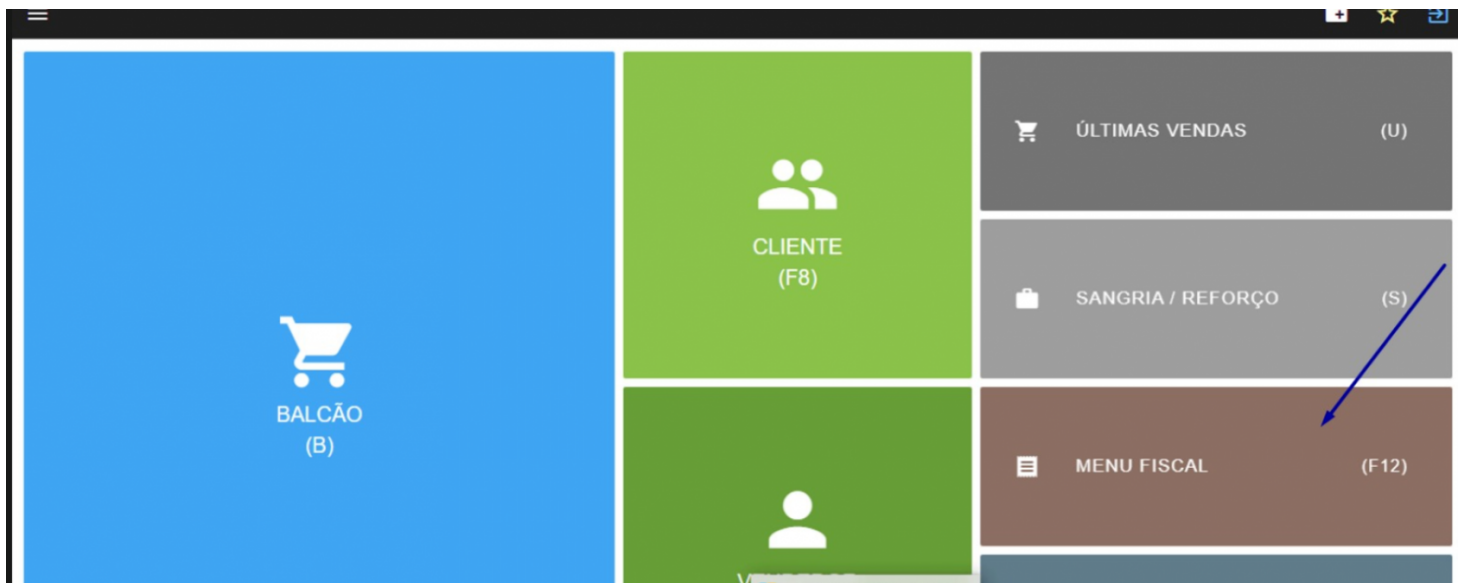 BALCÃO
(B)
CLIENTE
(F8)
ÚLTIMAS VENDAS (U)
SANGRIA / REFORÇO (S)
MENU FISCAL (F12)